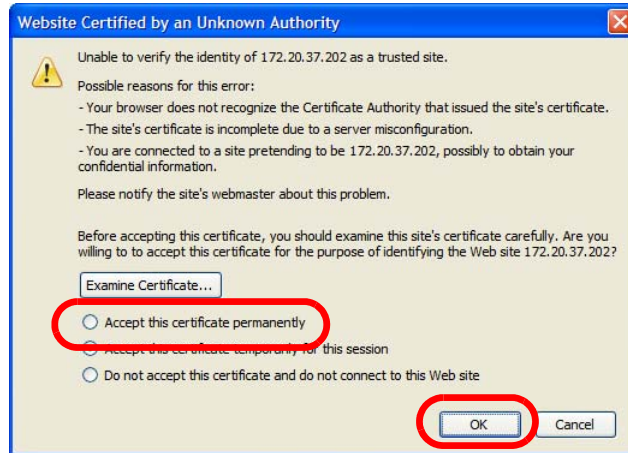 Website Certified by an Unknown Authority
Unable to verify the identity of 172.20.37.202 as a trusted site.
Possible reasons for this error:
- Your browser does not recognize the Certificate Authority that issued the site's certificate.
- The site's certificate is incomplete due to a server misconfiguration.
- You are connected to a site pretending to be 172.20.37.202, possibly to obtain your
confidential information.
Please notify the site's webmaster about this problem.
Before accepting this certificate, you should examine this site's certificate carefully. Are you
willing to to accept this certificate for the purpose of identifying the Web site 172.20.37.202?
Examine Certificate...
Accept this certificate permanently
Accept this certificate temporarily for this session
Do not accept this certificate and do not connect to this Web site
OK
Cancel